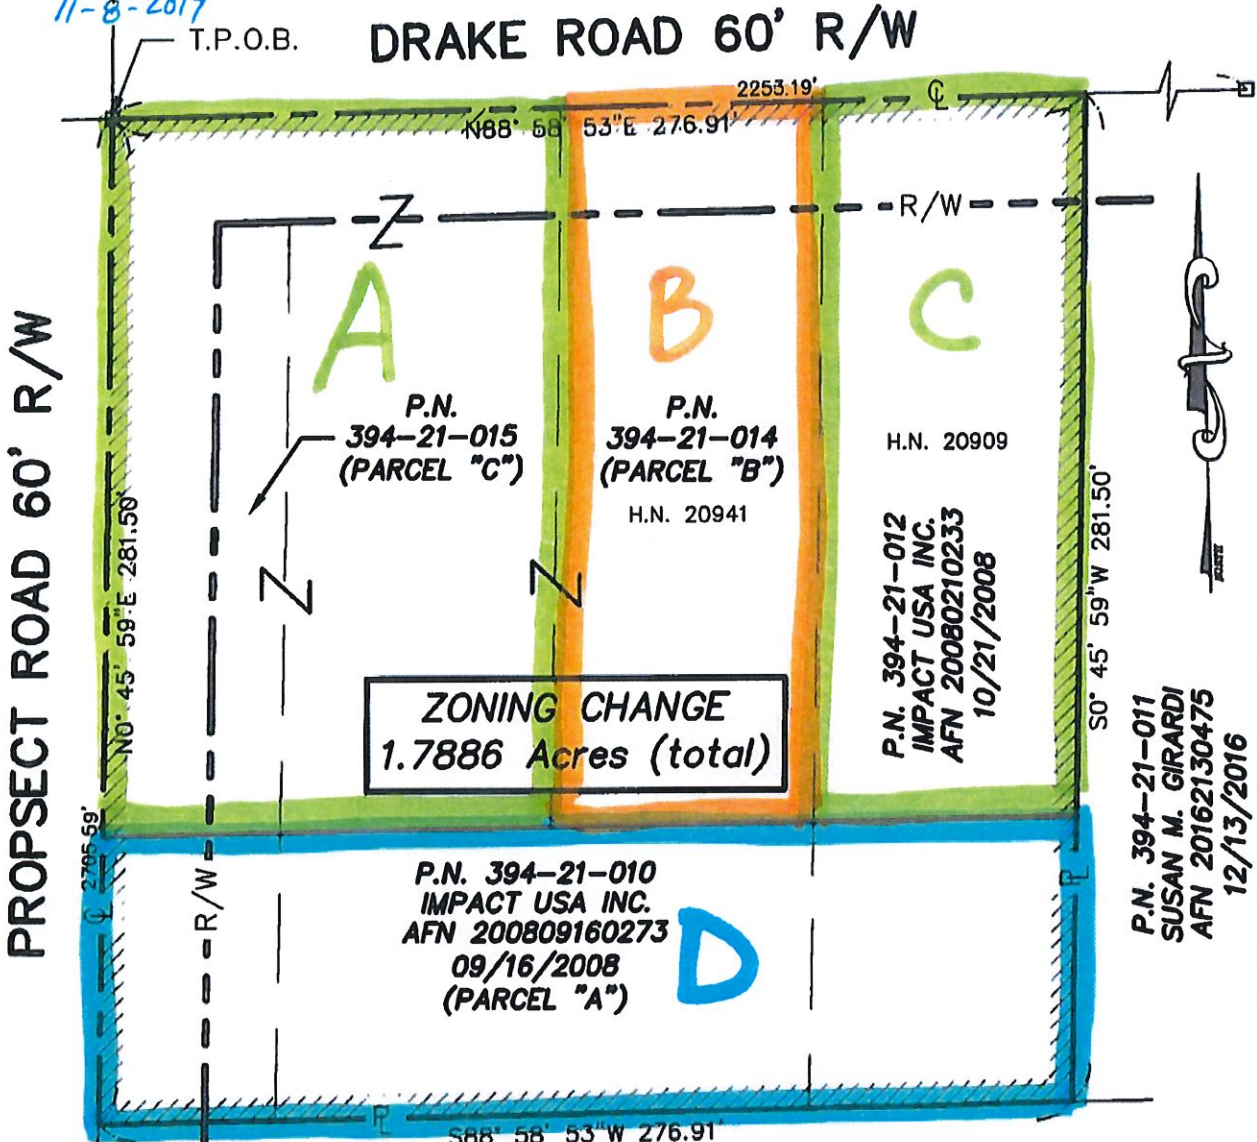 11-8-2017
T.P.O.B.
DRAKE ROAD 60' R/W
2253.19'
N88° 58' 53"E 276.91'
Z
R/W
A
B
C
P.N.
394-21-015
(PARCEL "C")
P.N.
394-21-014
(PARCEL "B")
H.N. 20941
H.N. 20909
P.N. 394-21-012
IMPACT USA INC.
AFN 200810210233
10/21/2008
PROPSECT ROAD 60' R/W
N0° 45' 59"E 281.50'
S0° 45' 59"W 281.50'
Z
Z
ZONING CHANGE
1.7886 Acres (total)
P.N. 394-21-011
SUSAN M. GIRARDI
AFN 201612130475
12/13/2016
NORTH
2705.59'
R/W
P.N. 394-21-010
IMPACT USA INC.
AFN 200809160273
09/16/2008
(PARCEL "A")
D
S88° 58' 53"W 276.91'